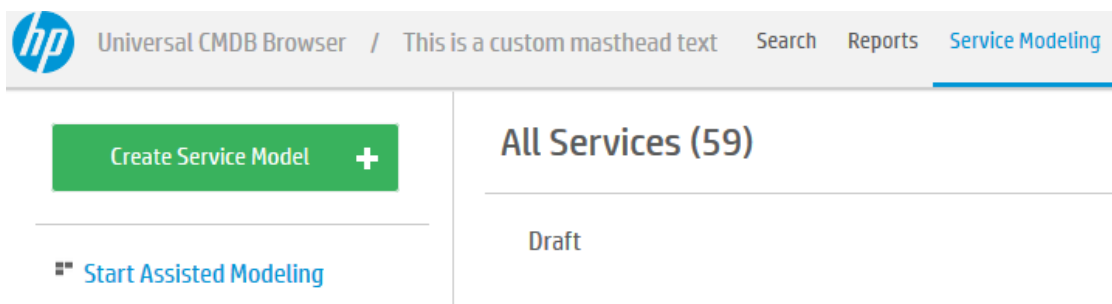 hp Universal CMDB Browser / This is a custom masthead text Search Reports Service Modeling
Create Service Model +
All Services (59)
Draft
Start Assisted Modeling